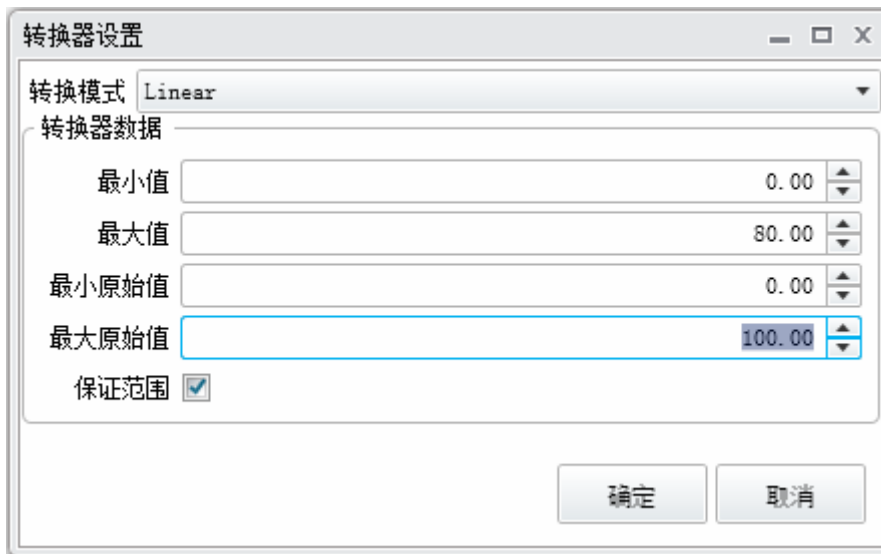 转换器设置
转换模式 Linear
转换器数据
最小值 0.00
最大值 80.00
最小原始值 0.00
最大原始值 100.00
保证范围
确定 取消